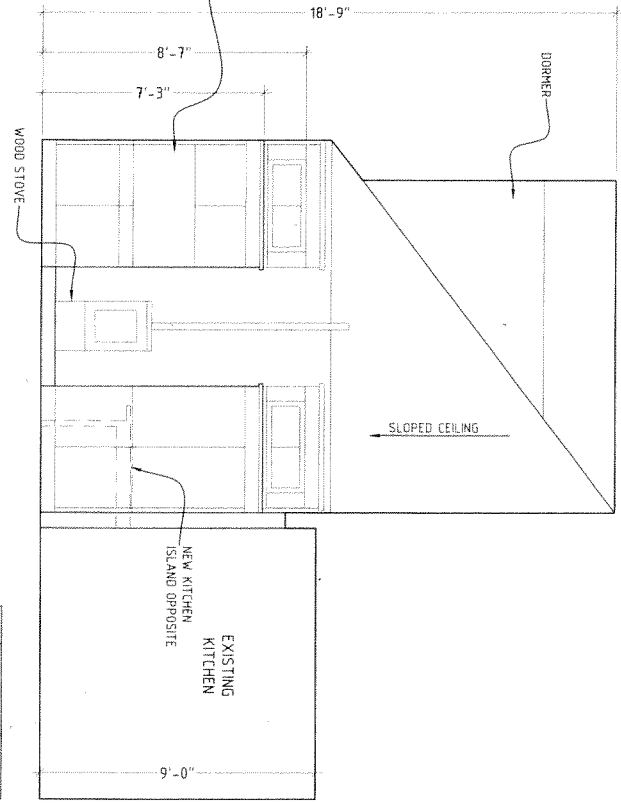 18'-9"
8'-7"
7'-3"
DORMER
WOOD STOVE
SLOPED CEILING
NEW KITCHEN
ISLAND OPPOSITE
EXISTING
KITCHEN
9'-0"